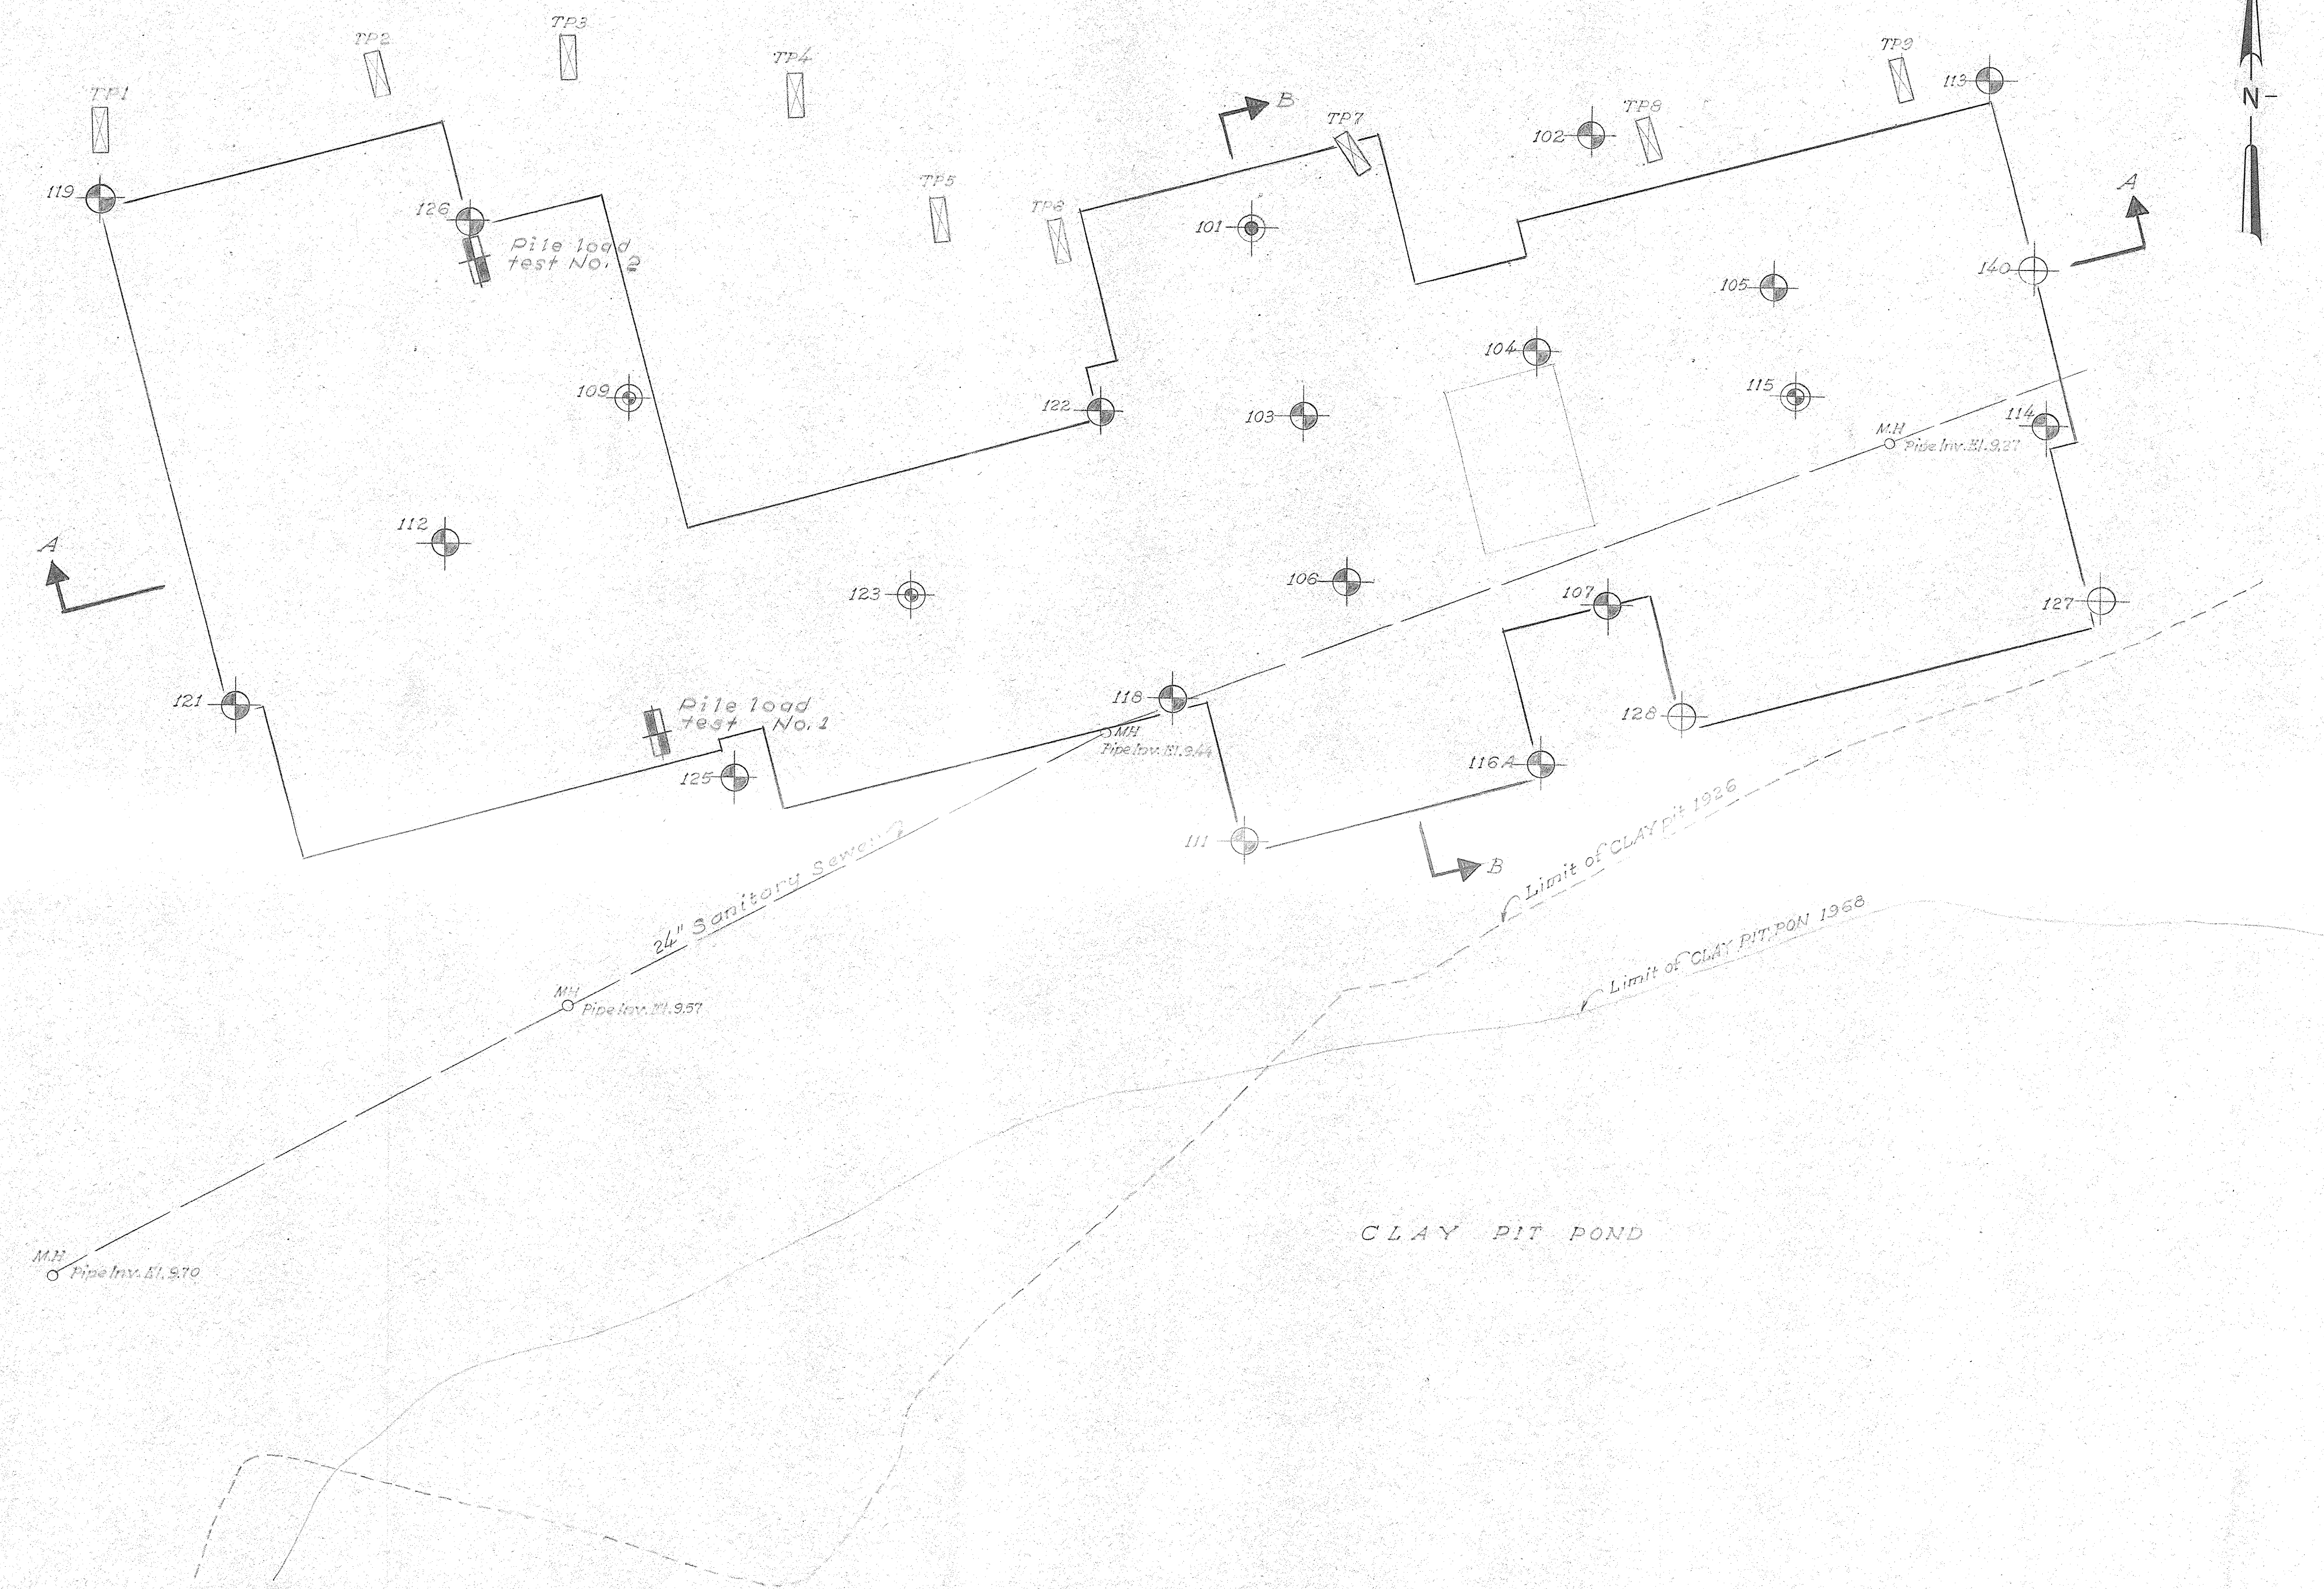 TP3
TP2
TP4
TP9
113
TP1
B
TP8
TP7
102
N
119
126
TP5
TP6
A
101
Pile load
test No. 2
140
105
104
109
115
122
103
114
M.H
Pipe Inv. El. 9.27
112
A
123
106
107
127
121
118
Pile load
test No. 1
128
MH
Pipe Inv. El. 9.44
125
116A
111
Limit of CLAY pit 1926
B
24" Sanitary Sewer
Limit of CLAY PIT PON 1968
MH
Pipe Inv. El. 9.57
CLAY PIT POND
M.H
Pipe Inv. El. 9.70